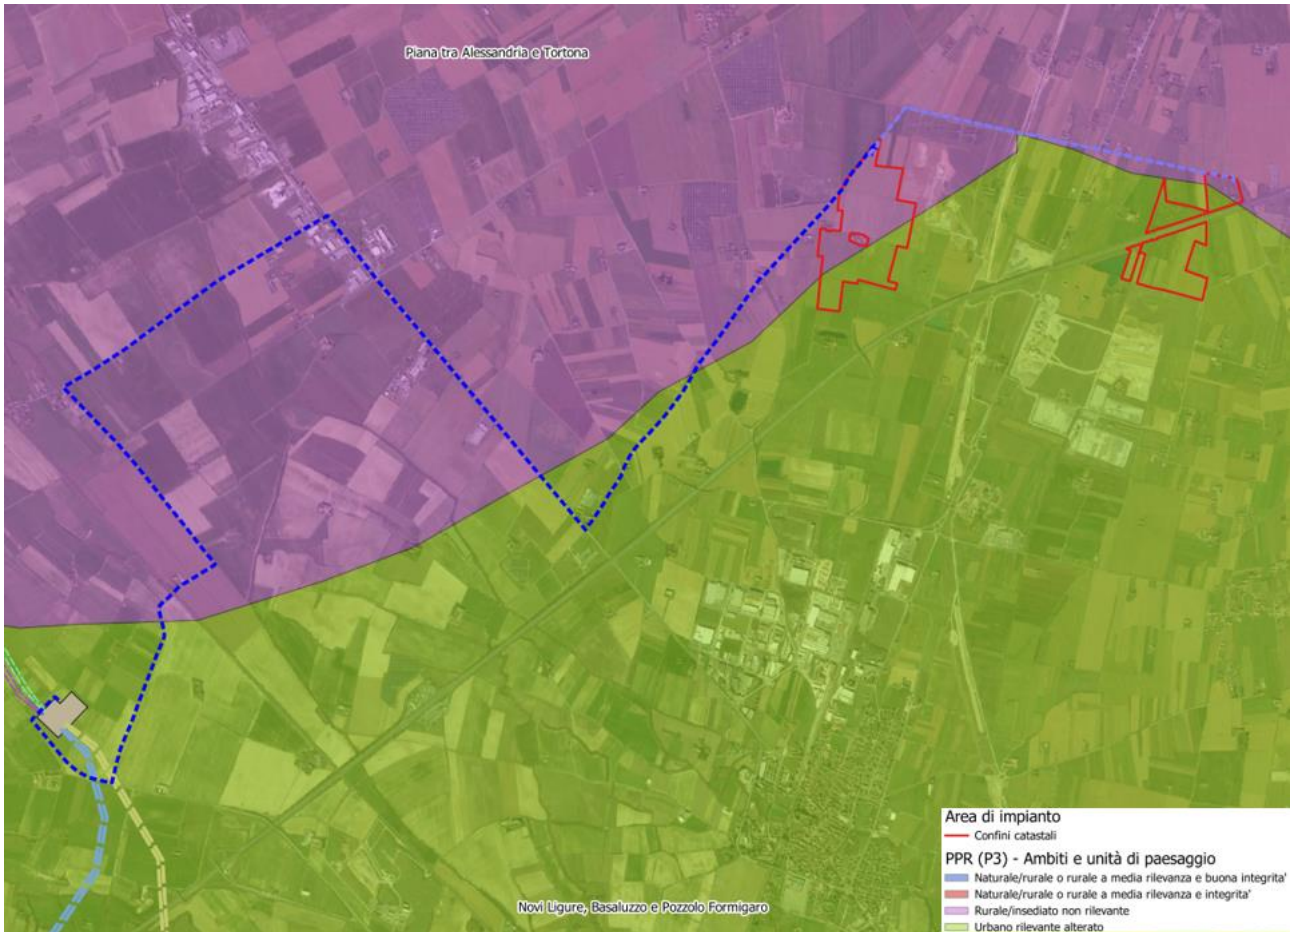 Piana tra Alessandria e Tortona
Novi Ligure, Basaluzzo e Pozzolo Formigaro
Area di impianto
Confini catastali
PPR (P3) - Ambiti e unità di paesaggio
Naturale/rurale o rurale a media rilevanza e buona integrita'
Naturale/rurale o rurale a media rilevanza e integrita'
Rurale/insediato non rilevante
Urbano rilevante alterato